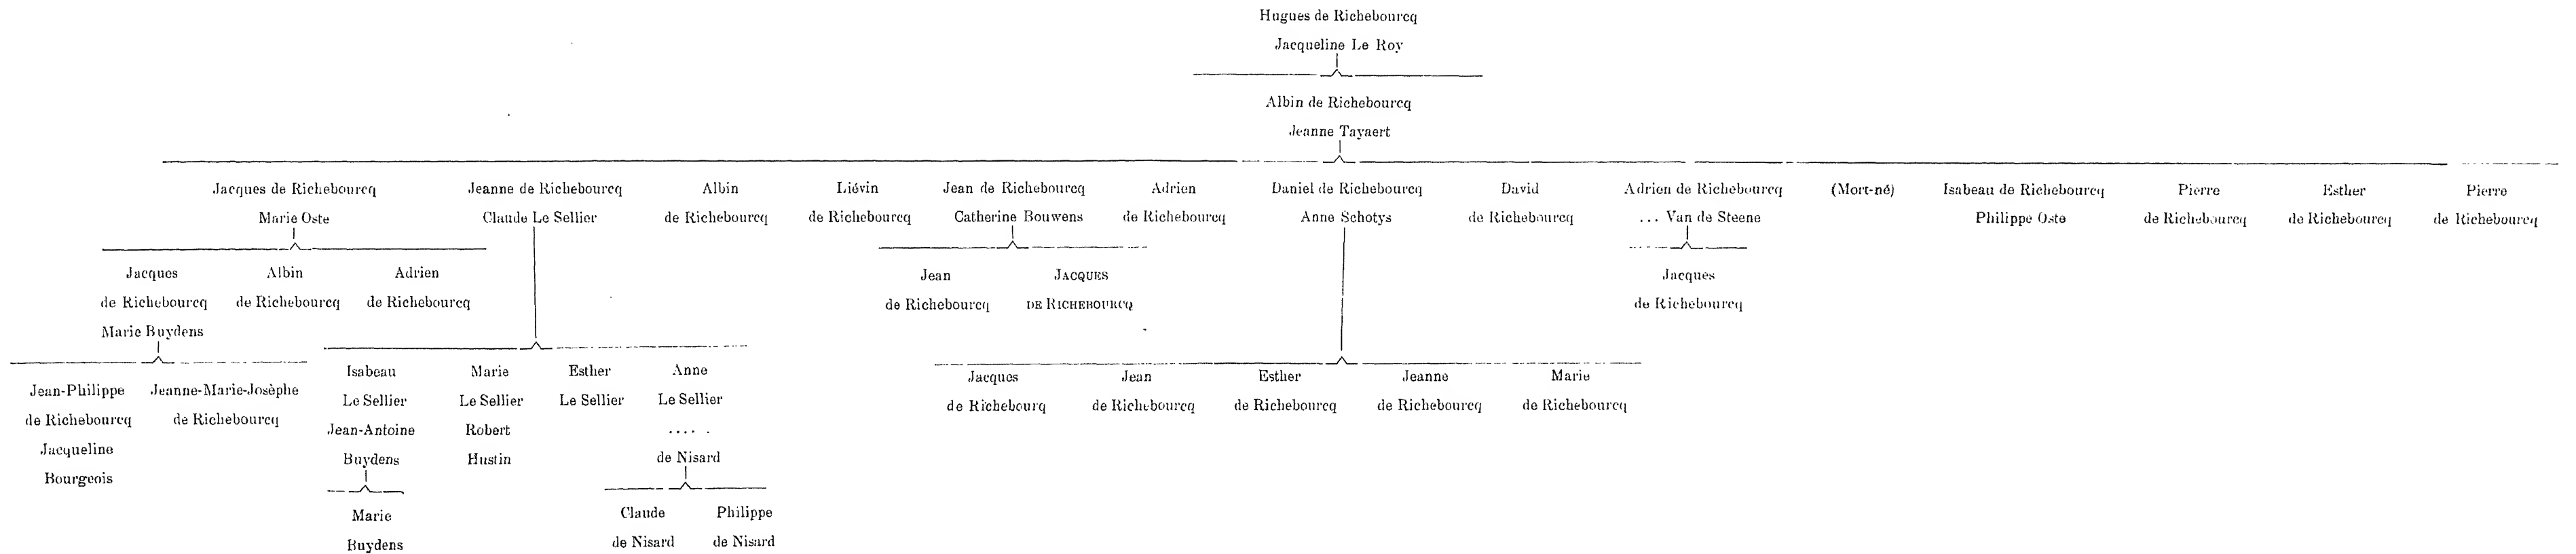 Hugues de Richebourcq
Jacqueline Le Roy
Albin de Richebourcq
Jeanne Tayaert
Jacques de Richebourcq
Marie Oste
Jeanne de Richebourcq
Claude Le Sellier
Albin
de Richebourcq
Liévin
de Richebourcq
Jean de Richebourcq
Catherine Bouwens
Adrien
de Richebourcq
Daniel de Richebourcq
Anne Schotys
David
de Richebourcq
Adrien de Richebourcq
... Van de Steene
(Mort-né)
Isabeau de Richebourcq
Philippe Oste
Pierre
de Richebourcq
Esther
de Richebourcq
Pierre
de Richebourcq
Jacques
de Richebourcq
Marie Buydens
Albin
de Richebourcq
Adrien
de Richebourcq
Jean
de Richebourcq
JACQUES
DE RICHEBOURCQ
Jacques
de Richebourcq
Jean-Philippe
de Richebourcq
Jacqueline
Bourgeois
Jeanne-Marie-Josèphe
de Richebourcq
Isabeau
Le Sellier
Jean-Antoine
Buydens
Marie
Le Sellier
Robert
Hustin
Esther
Le Sellier
Anne
Le Sellier
.... .
de Nisard
Jacques
de Richebourq
Jean
de Richebourcq
Esther
de Richebourcq
Jeanne
de Richebourcq
Marie
de Richebourcq
Marie
Buydens
Claude
de Nisard
Philippe
de Nisard